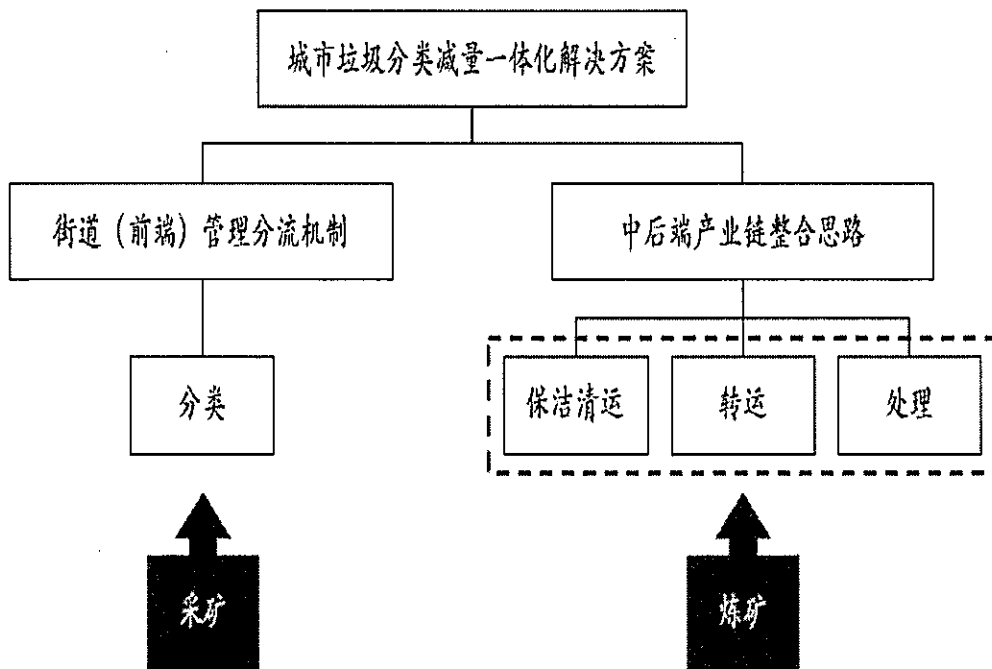 城市垃圾分类减量一体化解决方案
街道（前端）管理分流机制
中后端产业链整合思路
分类
保洁清运
转运
处理
采矿
炼矿